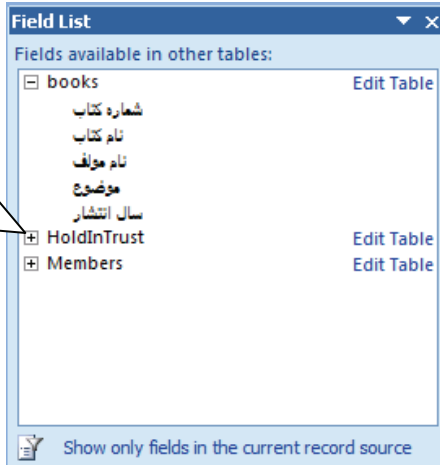 Field List
Fields available in other tables:
books Edit Table
شماره کتاب
نام کتاب
نام مولف
موضوع
سال انتشار
HoldInTrust Edit Table
Members Edit Table
Show only fields in the current record source